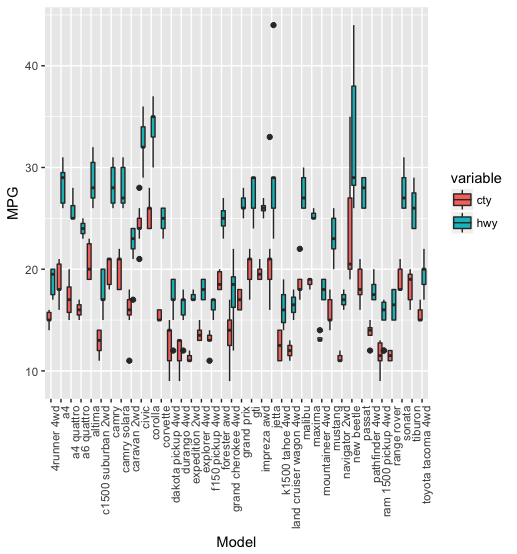 MPG
40
30
20
10
4runner 4wd
a4
a4 quattro
a6 quattro
altima
c1500 suburban 2wd
camry
camry solara
caravan 2wd
civic
corolla
corvette
dakota pickup 4wd
durango 4wd
expedition 2wd
explorer 4wd
f150 pickup 4wd
forester awd
grand cherokee 4wd
grand prix
gti
impreza awd
jetta
k1500 tahoe 4wd
land cruiser wagon 4wd
malibu
maxima
mountaineer 4wd
mustang
navigator 2wd
new beetle
passat
pathfinder 4wd
ram 1500 pickup 4wd
range rover
sonata
tiburon
toyota tacoma 4wd
Model
variable
cty
hwy